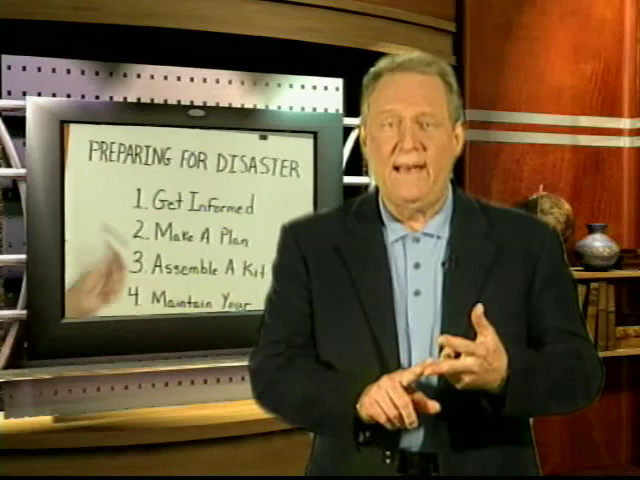 PREPARING FOR DISASTER
1. Get Informed
2. Make A Plan
3. Assemble A Kit
4. Maintain Your